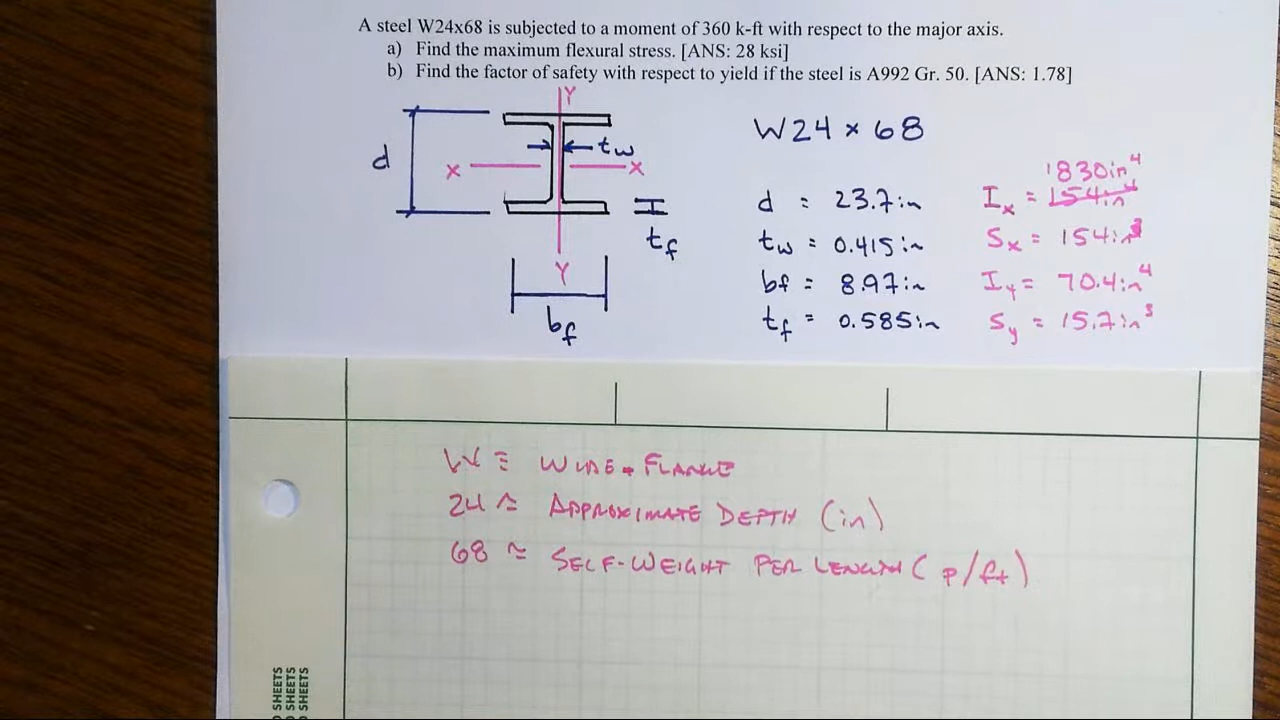 A steel W24x68 is subjected to a moment of 360 k-ft with respect to the major axis.
a) Find the maximum flexural stress. [ANS: 28 ksi]
b) Find the factor of safety with respect to yield if the steel is A992 Gr. 50. [ANS: 1.78]
Y
d
tw
x
x
tf
Y
bf
W24 × 68
d = 23.7in
tw = 0.415in
bf = 8.97in
tf = 0.585in
1830in⁴
Ix = 154in⁴
Sx = 154in³
Iy = 70.4in⁴
Sy = 15.7in³
W ≡ WIDE-FLANGE
24 ≈ APPROXIMATE DEPTH (in)
68 ≈ SELF-WEIGHT PER LENGTH (p/ft)
SHEETS
SHEETS
SHEETS